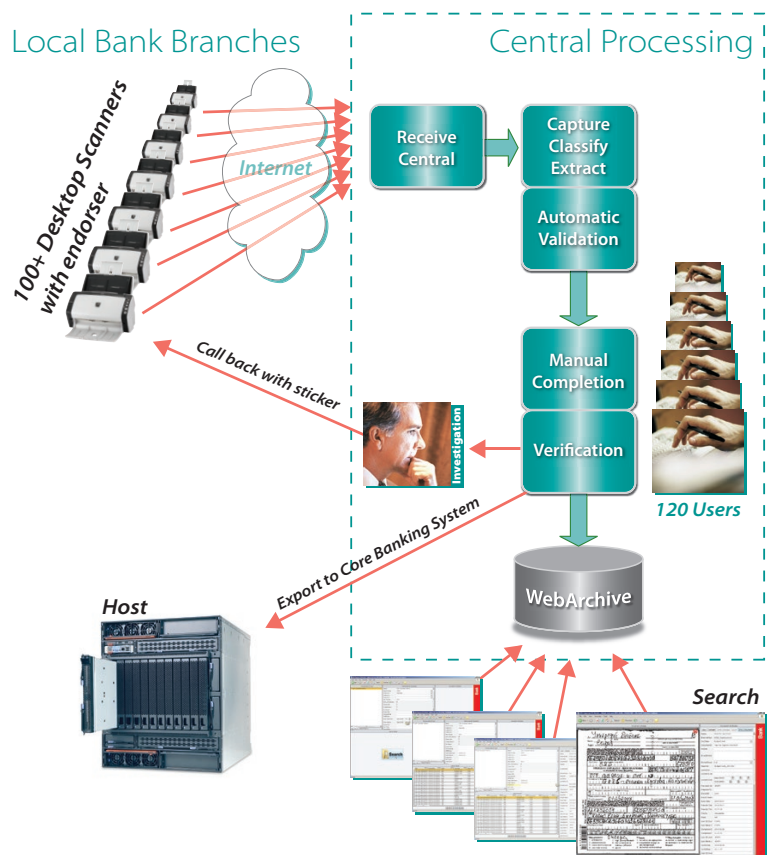 Local Bank Branches
Central Processing
100+ Desktop Scanners
with endorser
Internet
Receive
Central
Capture
Classify
Extract
Automatic
Validation
Manual
Completion
Verification
120 Users
Call back with sticker
Investigation
Export to Core Banking System
WebArchive
Host
Search